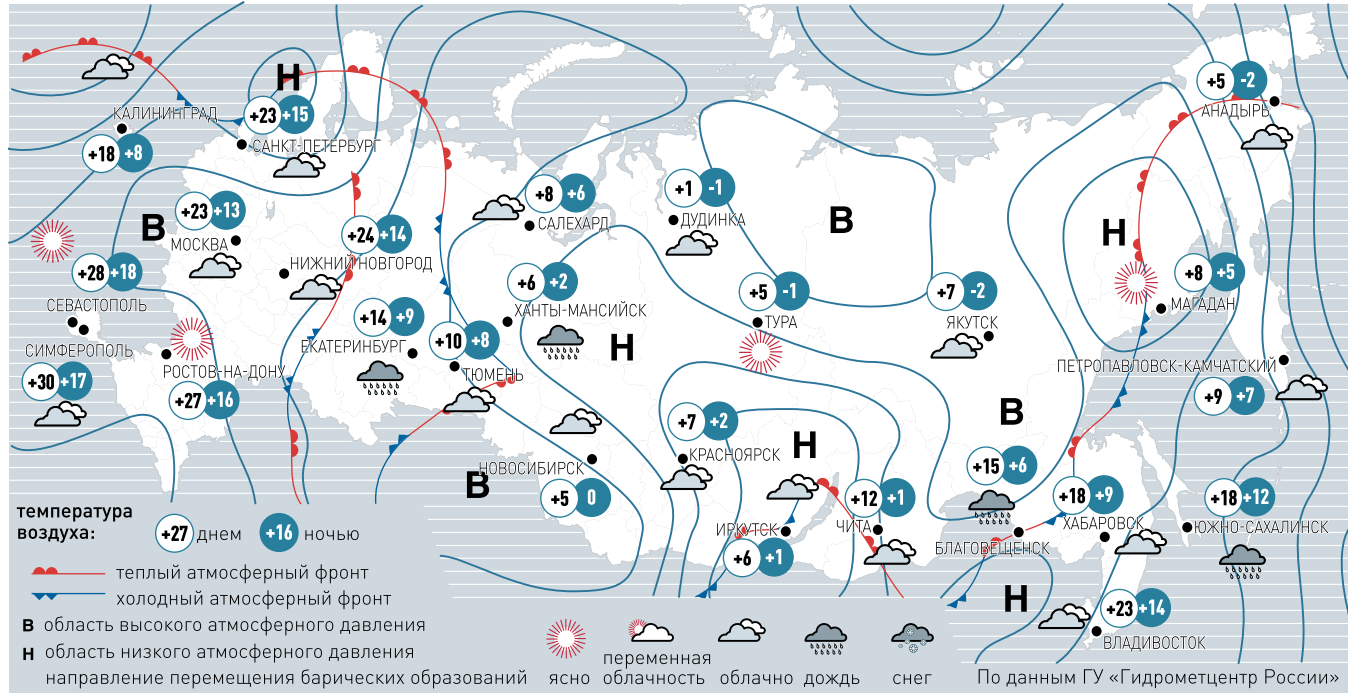 Н
+5 -2
АНАДЫРЬ
КАЛИНИНГРАД
+23 +15
САНКТ-ПЕТЕРБУРГ
+18 +8
+8 +6
САЛЕХАРД
+1 -1
ДУДИНКА
В
В
+23 +13
МОСКВА
+24 +14
НИЖНИЙ НОВГОРОД
Н
+28 +18
СЕВАСТОПОЛЬ
+6 +2
ХАНТЫ-МАНСИЙСК
+5 -1
ТУРА
+7 -2
ЯКУТСК
+8 +5
МАГАДАН
+14 +9
ЕКАТЕРИНБУРГ
+10 +8
ТЮМЕНЬ
Н
СИМФЕРОПОЛЬ
+30 +17
РОСТОВ-НА-ДОНУ
+27 +16
ПЕТРОПАВЛОВСК-КАМЧАТСКИЙ
+9 +7
В
+7 +2
КРАСНОЯРСК
Н
НОВОСИБИРСК
В
+5 0
+15 +6
БЛАГОВЕЩЕНСК
+18 +9
ХАБАРОВСК
+18 +12
ЮЖНО-САХАЛИНСК
+12 +1
ЧИТА
ИРКУТСК
+6 +1
Н
+23 +14
ВЛАДИВОСТОК
температура
воздуха:
+27 днем +16 ночью
теплый атмосферный фронт
холодный атмосферный фронт
В область высокого атмосферного давления
Н область низкого атмосферного давления
направление перемещения барических образований
ясно
переменная
облачность
облачно
дождь
снег
По данным ГУ «Гидрометцентр России»